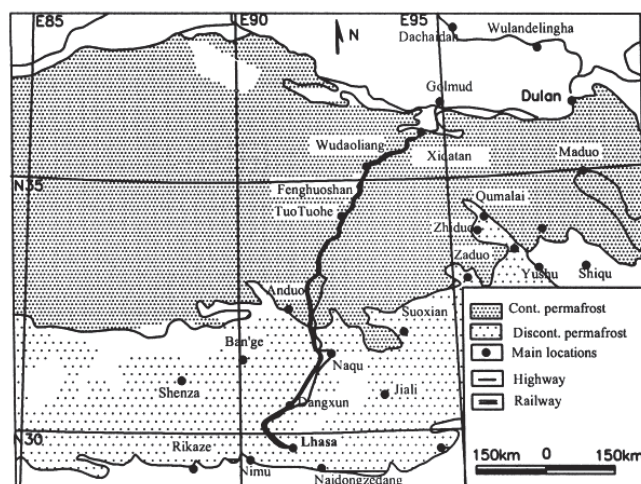 E85
E90
E95
N
Dachaidan
Wulandelingha
Golmud
Dulan
Wudaoliang
Xidatan
Maduo
N35
Fenghuoshan
Qumalai
TuoTuohe
Zhiduo
Zaduo
Yushu
Shiqu
Anduo
Suoxian
Ban'ge
Naqu
Shenza
Jiali
Dangxun
N30
Rikaze
Lhasa
Nimu
Naidongzedang
Cont. permafrost
Discont. permafrost
Main locations
Highway
Railway
150km 0 150km